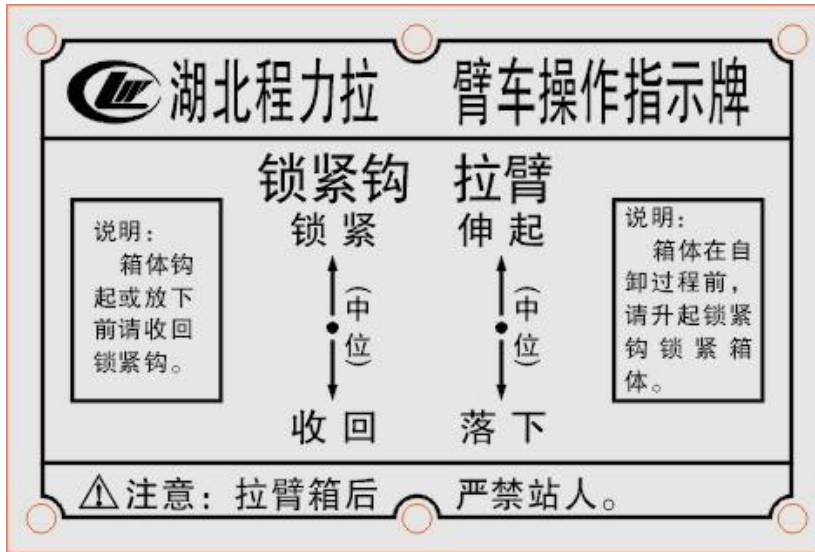 湖北程力拉 臂车操作指示牌
锁紧钩 拉臂
锁紧 伸起
(中位) (中位)
收回 落下
说明：
箱体钩
起或放下
前请收回
锁紧钩。
说明：
箱体在自
卸过程前，
请升起锁紧
钩锁紧箱
体。
注意：拉臂箱后 严禁站人。